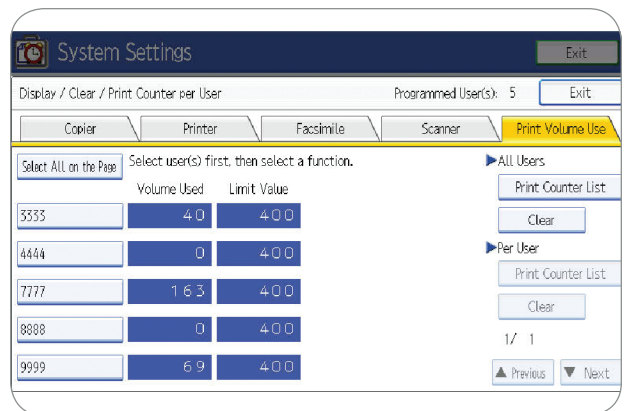 System Settings Exit
Display / Clear / Print Counter per User Programmed User(s): 5 Exit
Copier Printer Facsimile Scanner Print Volume Use
Select All on the Page Select user(s) first, then select a function. ▶All Users
Volume Used Limit Value Print Counter List
3333 40 400 Clear
4444 0 400 ▶Per User
Print Counter List
7777 163 400
Clear
8888 0 400
1/ 1
9999 69 400 ▲ Previous ▼ Next